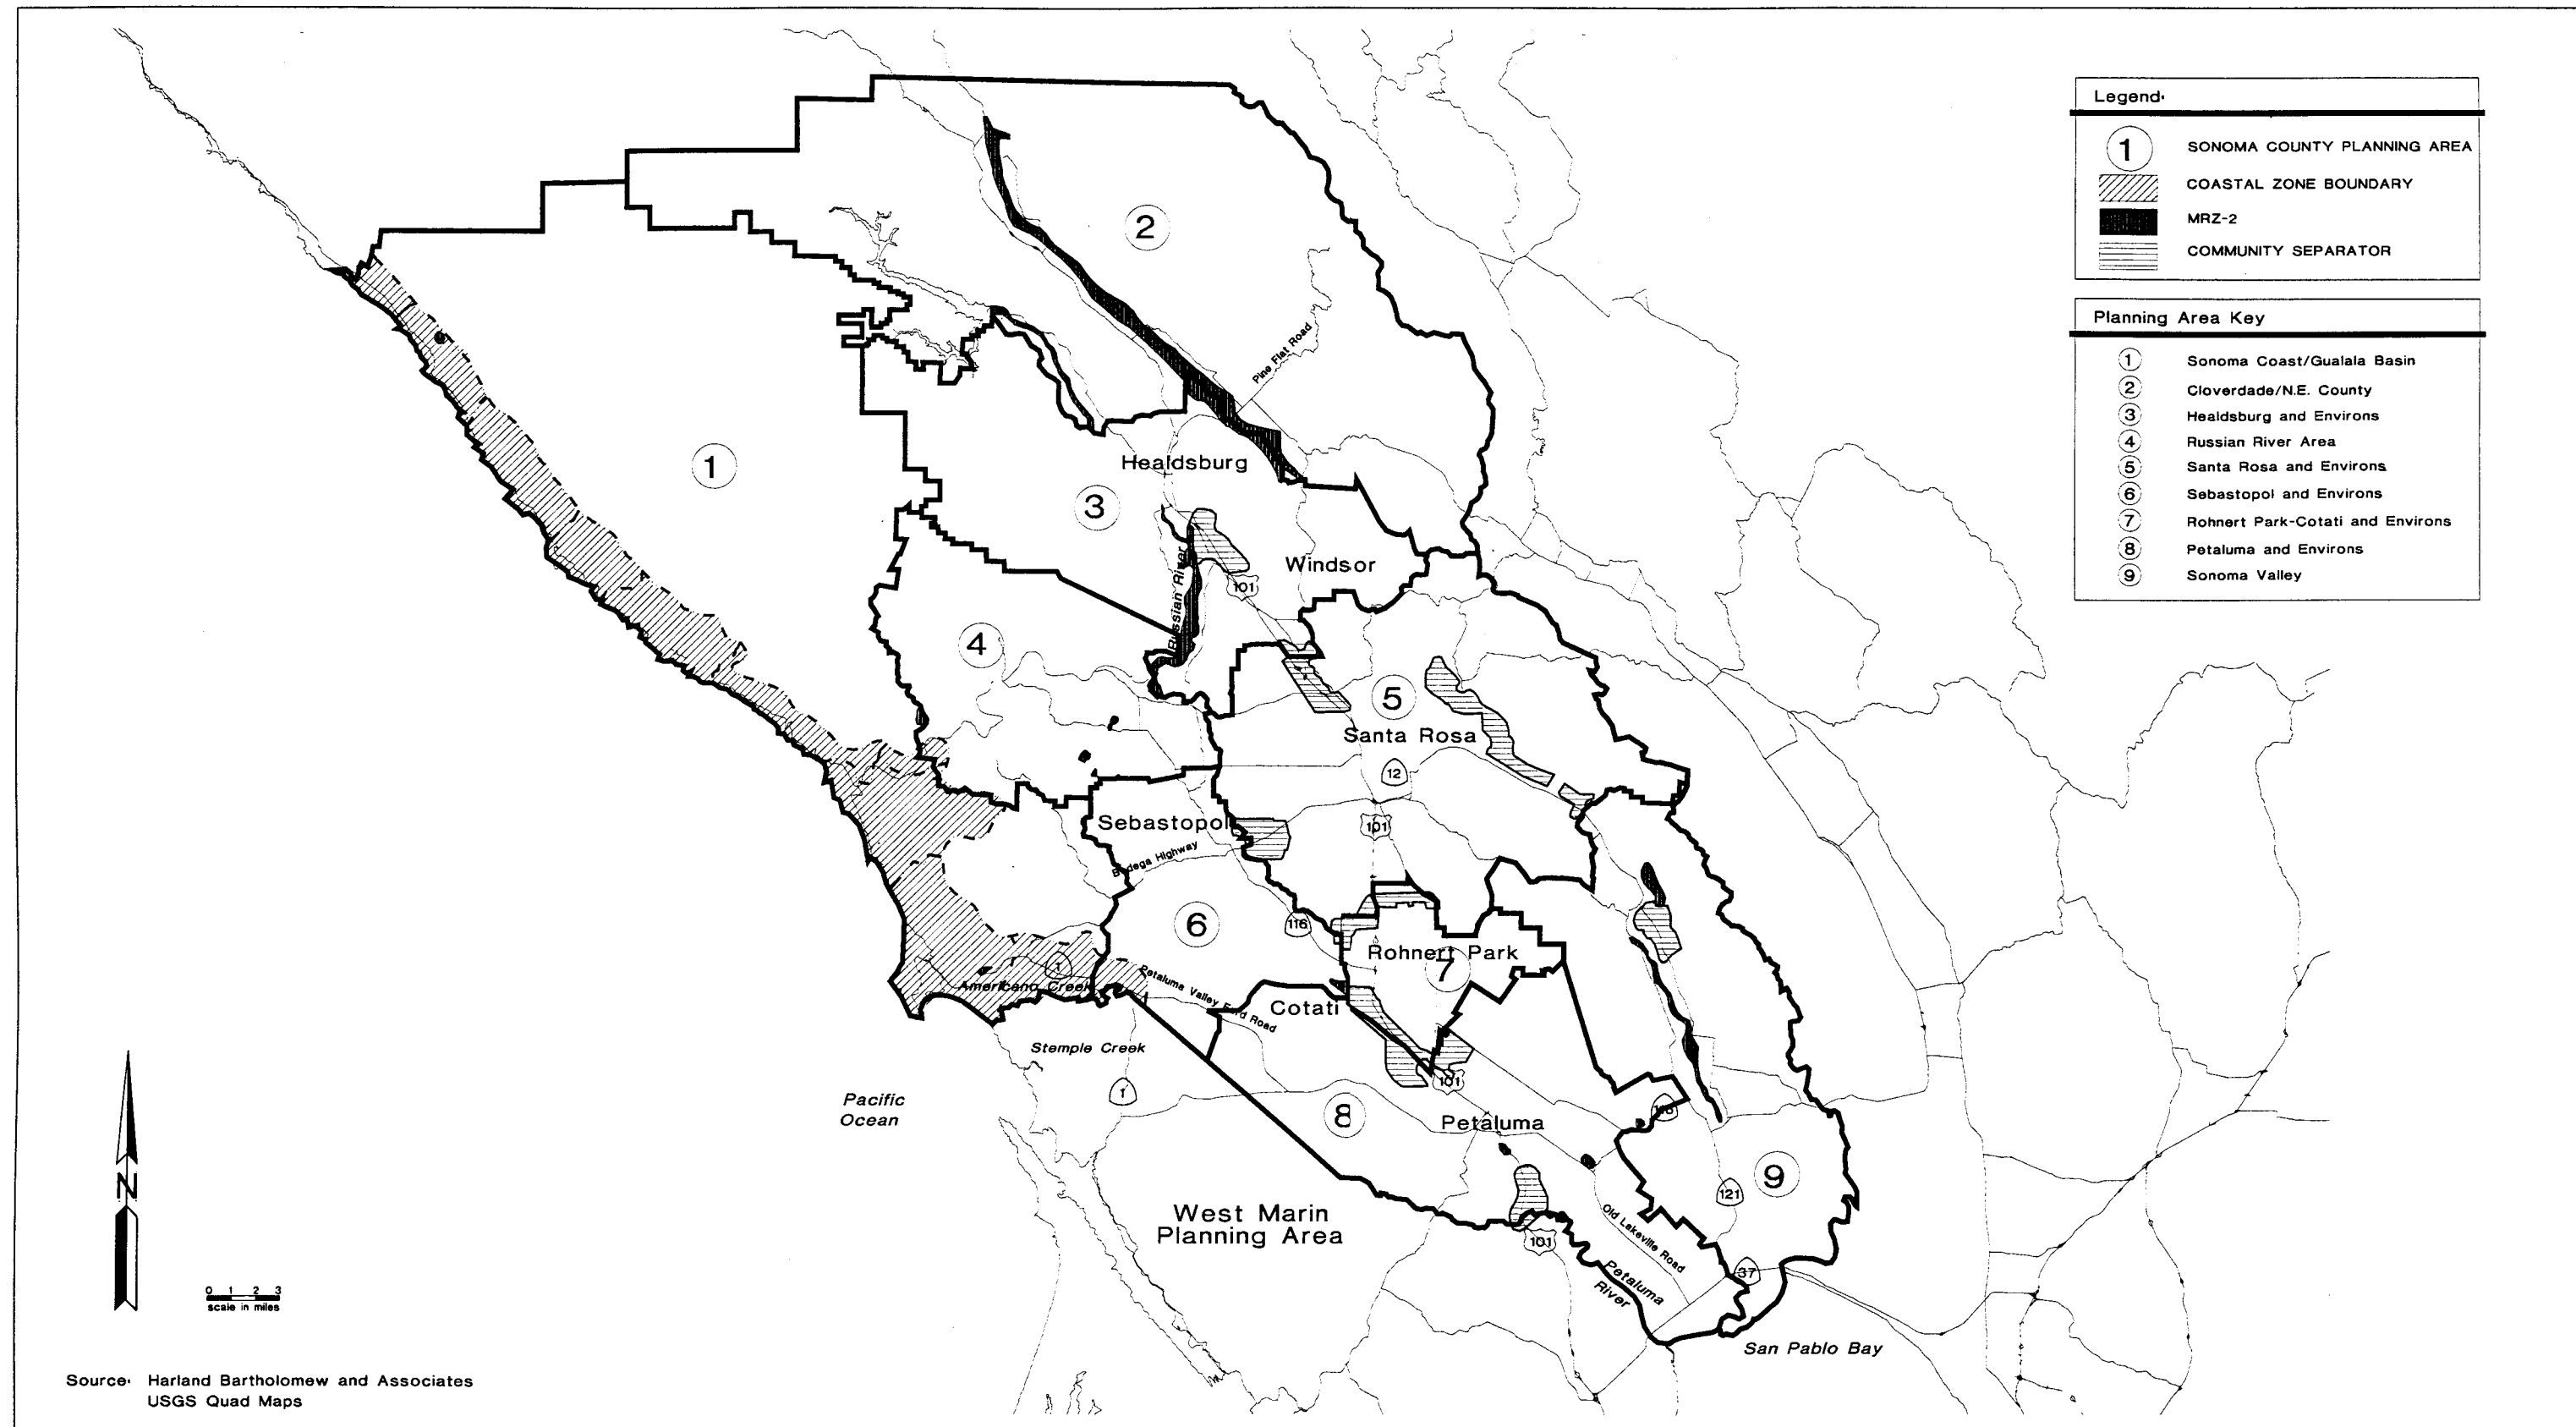 Legend:
1 SONOMA COUNTY PLANNING AREA
COASTAL ZONE BOUNDARY
MRZ-2
COMMUNITY SEPARATOR
Planning Area Key
1 Sonoma Coast/Gualala Basin
2 Cloverdade/N.E. County
3 Healdsburg and Environs
4 Russian River Area
5 Santa Rosa and Environs
6 Sebastopol and Environs
7 Rohnert Park-Cotati and Environs
8 Petaluma and Environs
9 Sonoma Valley
2
Pine Flat Road
1
Healdsburg
3
Russian River
Windsor
101
4
5
Santa Rosa
12
101
Sebastopol
Bodega Highway
6
116
Rohnert Park
7
1
Americano Creek
Petaluma Valley Ford Road
Cotati
Stemple Creek
1
101
Pacific
Ocean
8
Petaluma
116
9
121
West Marin
Planning Area
Old Lakeville Road
101
Petaluma
River
37
San Pablo Bay
N
0 1 2 3
scale in miles
Source: Harland Bartholomew and Associates
USGS Quad Maps